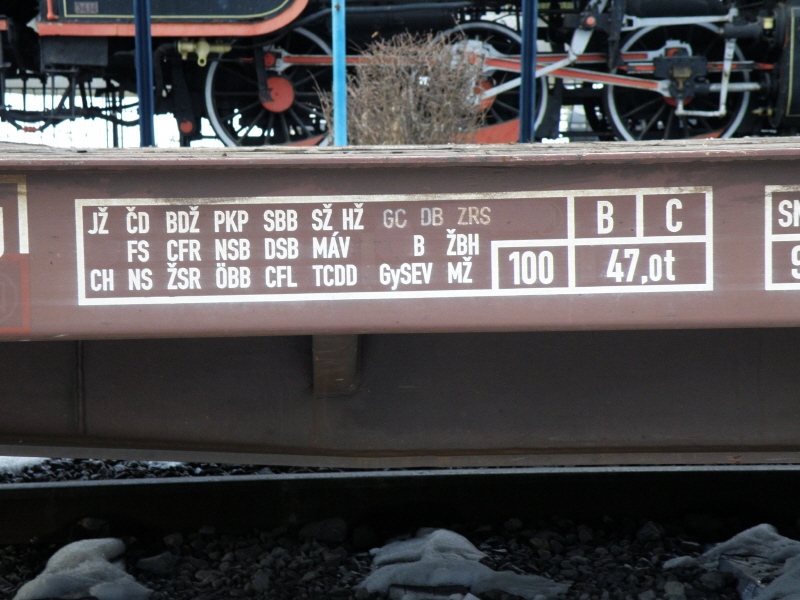 JŽ ČD BDŽ PKP SBB SŽ HŽ GC DB ZRS B C
FS CFR NSB DSB MÁV B ŽBH
CH NS ŽSR ÖBB CFL TCDD GySEV MŽ 100 47,0t